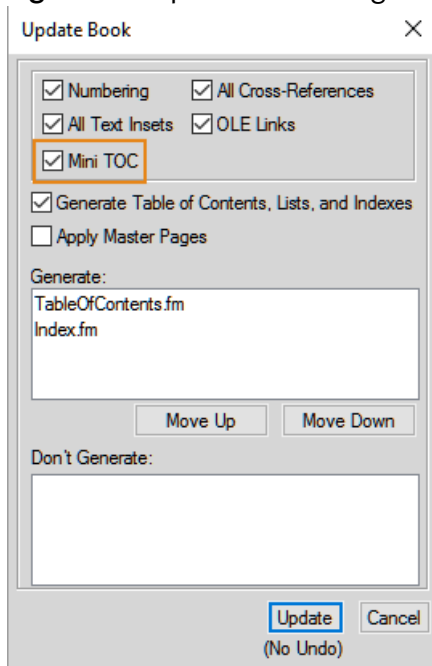 Update Book
Numbering All Cross-References
All Text Insets OLE Links
Mini TOC
Generate Table of Contents, Lists, and Indexes
Apply Master Pages
Generate:
TableOfContents.fm
Index.fm
Move Up Move Down
Don't Generate:
Update Cancel
(No Undo)